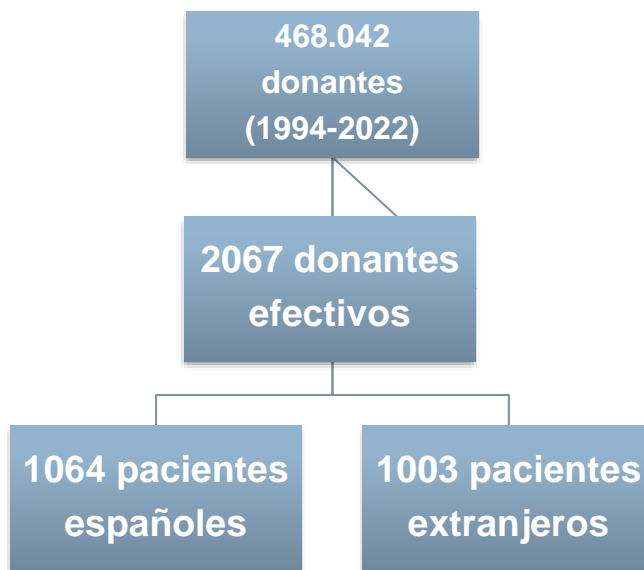 468.042
donantes
(1994-2022)
2067 donantes
efectivos
1064 pacientes
españoles
1003 pacientes
extranjeros